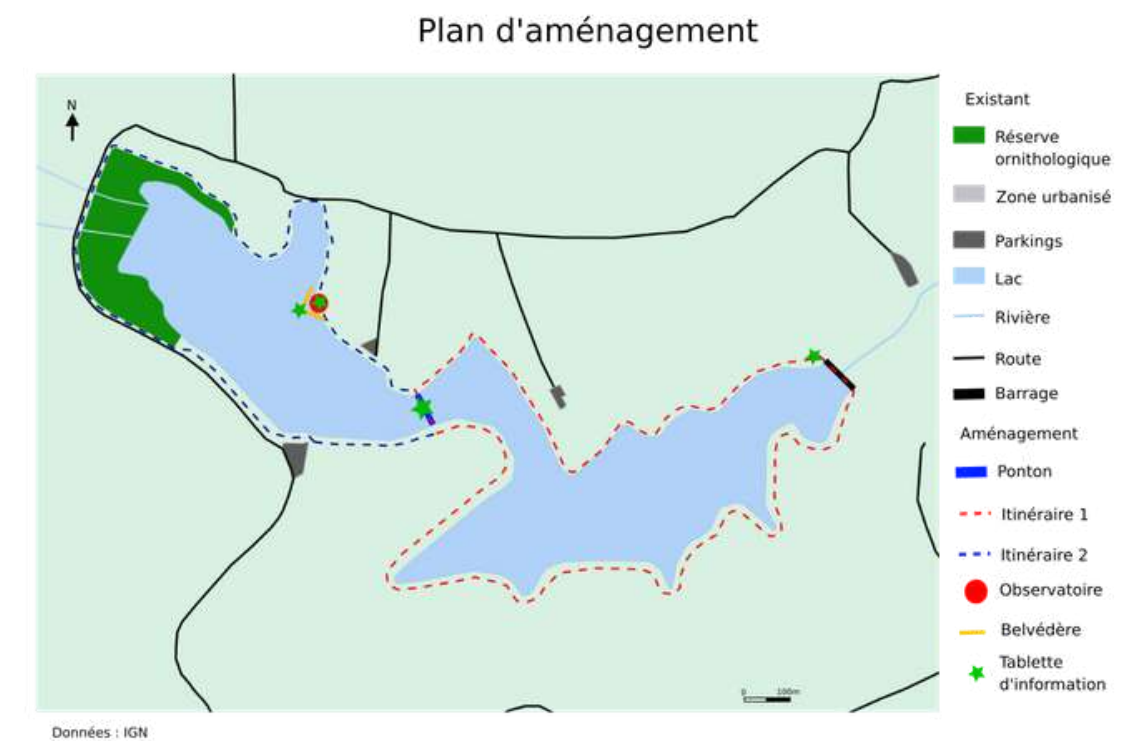 Plan d'aménagement
N
Existant
Réserve
ornithologique
Zone urbanisé
Parkings
Lac
Rivière
Route
Barrage
Aménagement
Ponton
Itinéraire 1
Itinéraire 2
Observatoire
Belvédère
Tablette
d'information
0 100m
Données : IGN